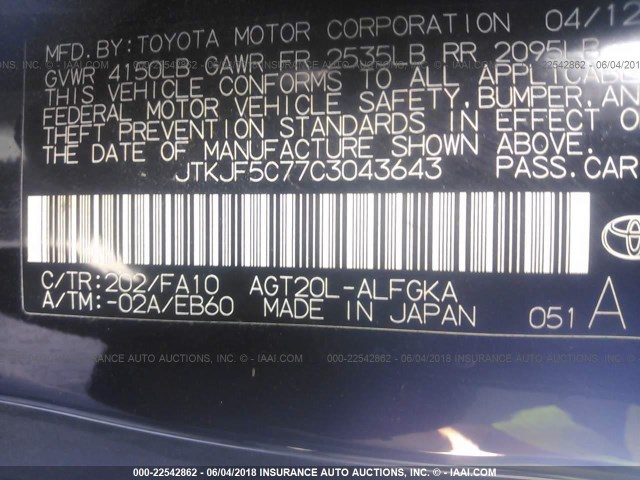 MFD.BY:TOYOTA MOTOR CORPORATION 04/12
GVWR 4190LB GAWR FR 2535LB RR 2095LB
THIS VEHICLE CONFORMS TO ALL APPLICABLE
FEDERAL MOTOR VEHICLE SAFETY,BUMPER,AN
THEFT PREVENTION STANDARDS IN EFFECT O
THE DATE OF MANUFACTURE SHOWN ABOVE.
JTKJF5C77C3043643 PASS.CAR
C/TR:202/FA10 AGT20L-ALFGKA
A/TM:-02A/EB60 MADE IN JAPAN 051 A
000-22542862 - 06/04/2018 INSURANCE AUTO AUCTIONS - © IAAI.COM